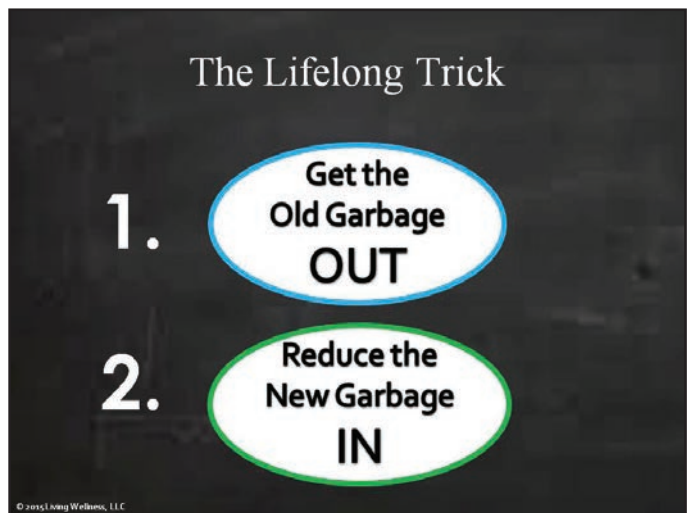 The Lifelong Trick
1.
Get the
Old Garbage
OUT
2.
Reduce the
New Garbage
IN
© 2015 Living Wellness, LLC